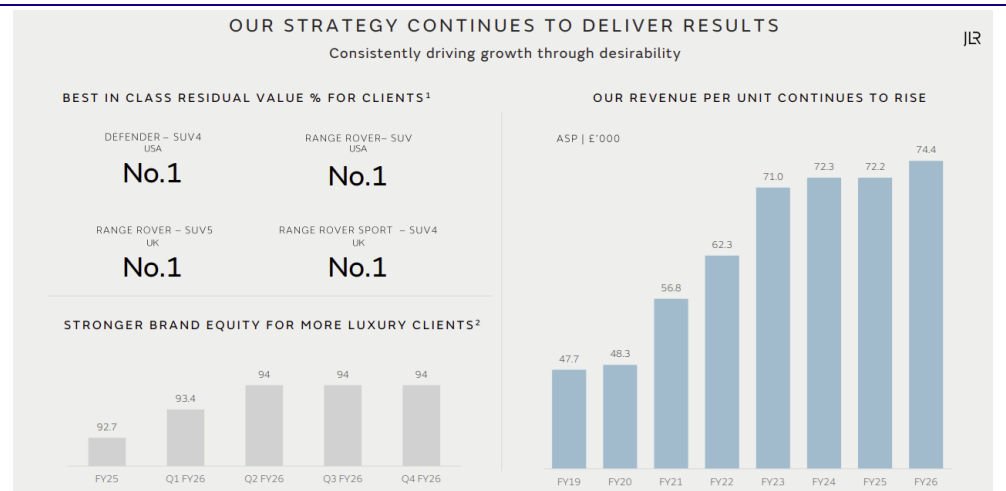 OUR STRATEGY CONTINUES TO DELIVER RESULTS
JLR
Consistently driving growth through desirability
BEST IN CLASS RESIDUAL VALUE % FOR CLIENTS¹
DEFENDER – SUV4
USA
No.1
RANGE ROVER– SUV
USA
No.1
RANGE ROVER – SUV5
UK
No.1
RANGE ROVER SPORT – SUV4
UK
No.1
STRONGER BRAND EQUITY FOR MORE LUXURY CLIENTS²
92.7
93.4
94
94
94
FY25
Q1 FY26
Q2 FY26
Q3 FY26
Q4 FY26
OUR REVENUE PER UNIT CONTINUES TO RISE
ASP | £'000
47.7
48.3
56.8
62.3
71.0
72.3
72.2
74.4
FY19
FY20
FY21
FY22
FY23
FY24
FY25
FY26